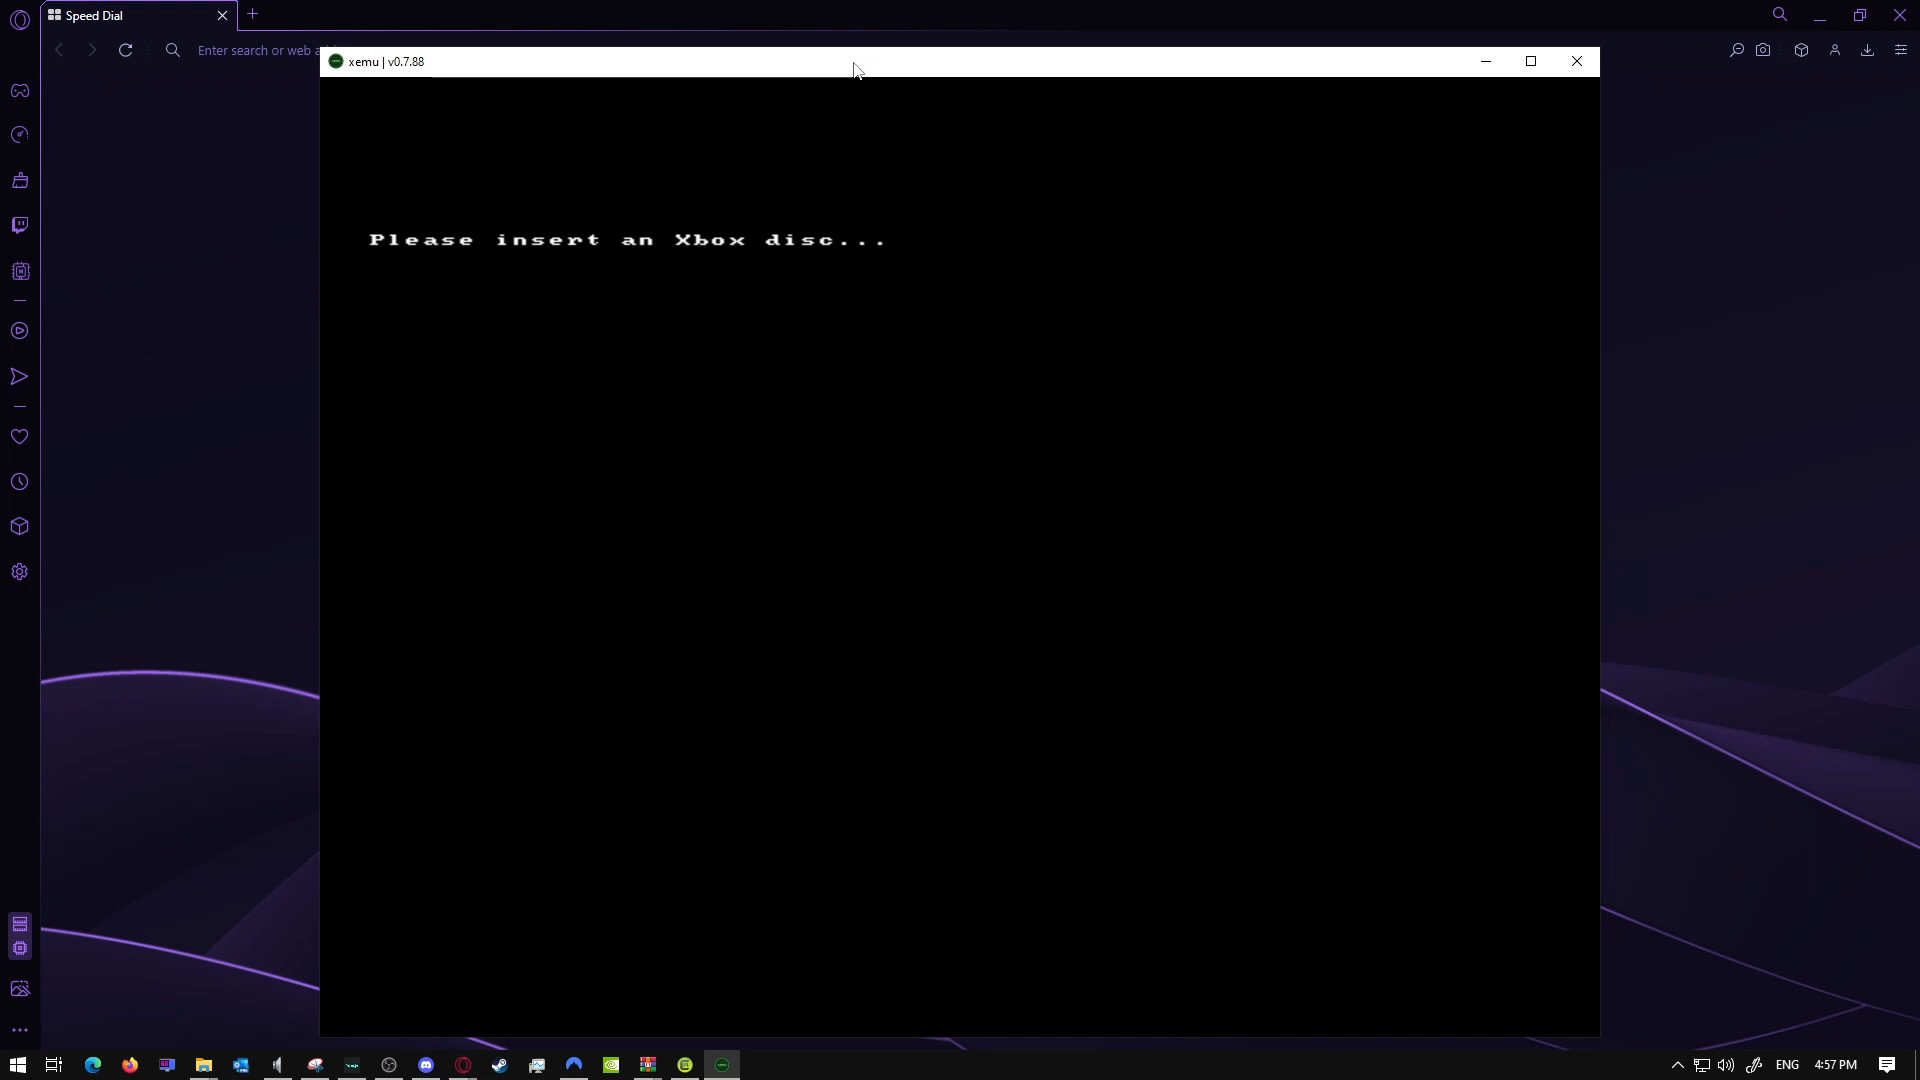 Speed Dial
Enter search or web a
xemu | v0.7.88
Please insert an Xbox disc...
ENG
4:57 PM